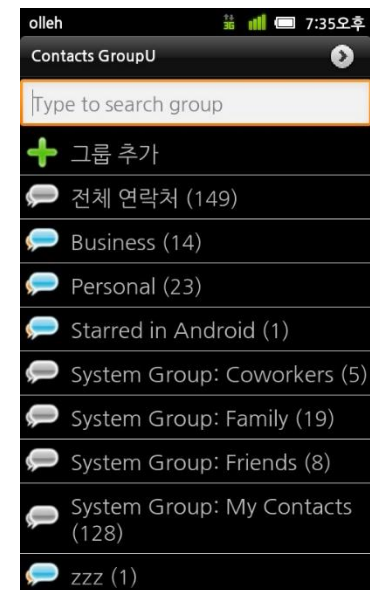 olleh 3G 7:35오후
Contacts GroupU
Type to search group
그룹 추가
전체 연락처 (149)
Business (14)
Personal (23)
Starred in Android (1)
System Group: Coworkers (5)
System Group: Family (19)
System Group: Friends (8)
System Group: My Contacts
(128)
zzz (1)